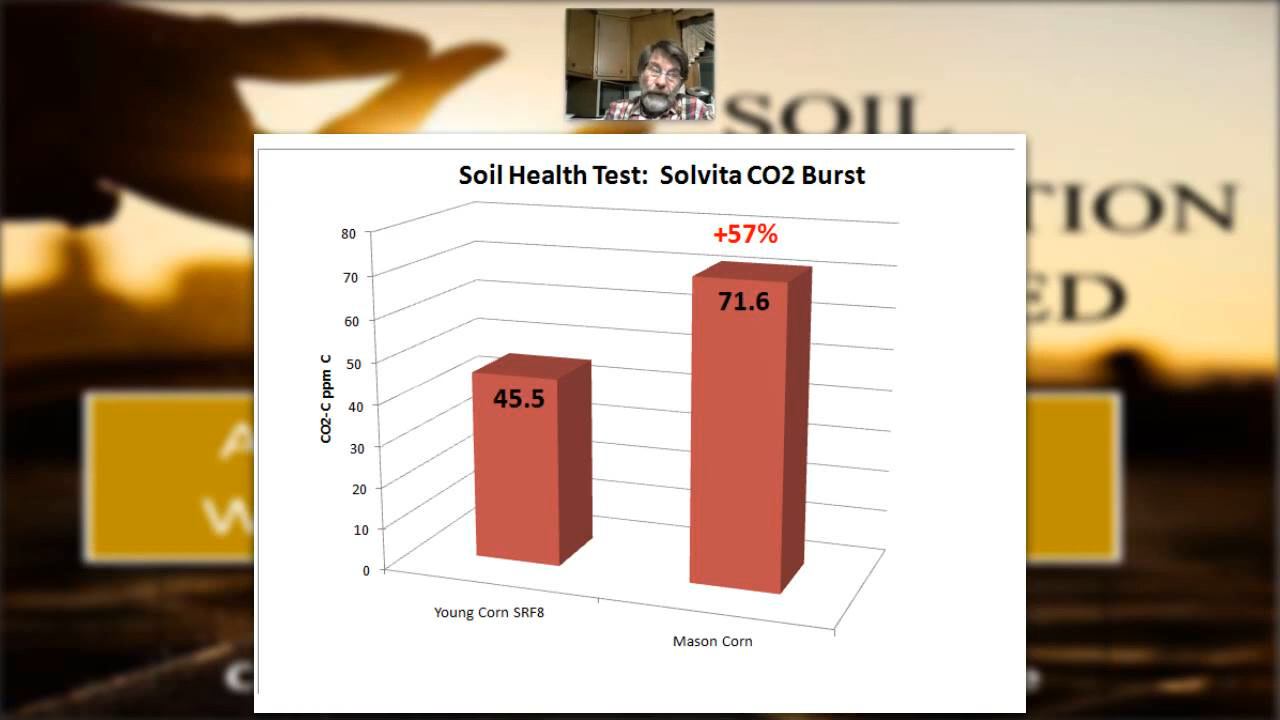 SOIL
TION
ED
Soil Health Test:  Solvita CO2 Burst
+57%
80
70
60
50
40
30
20
10
0
CO2-C ppm  C
45.5
71.6
Young Corn SRF8
Mason Corn
A
W